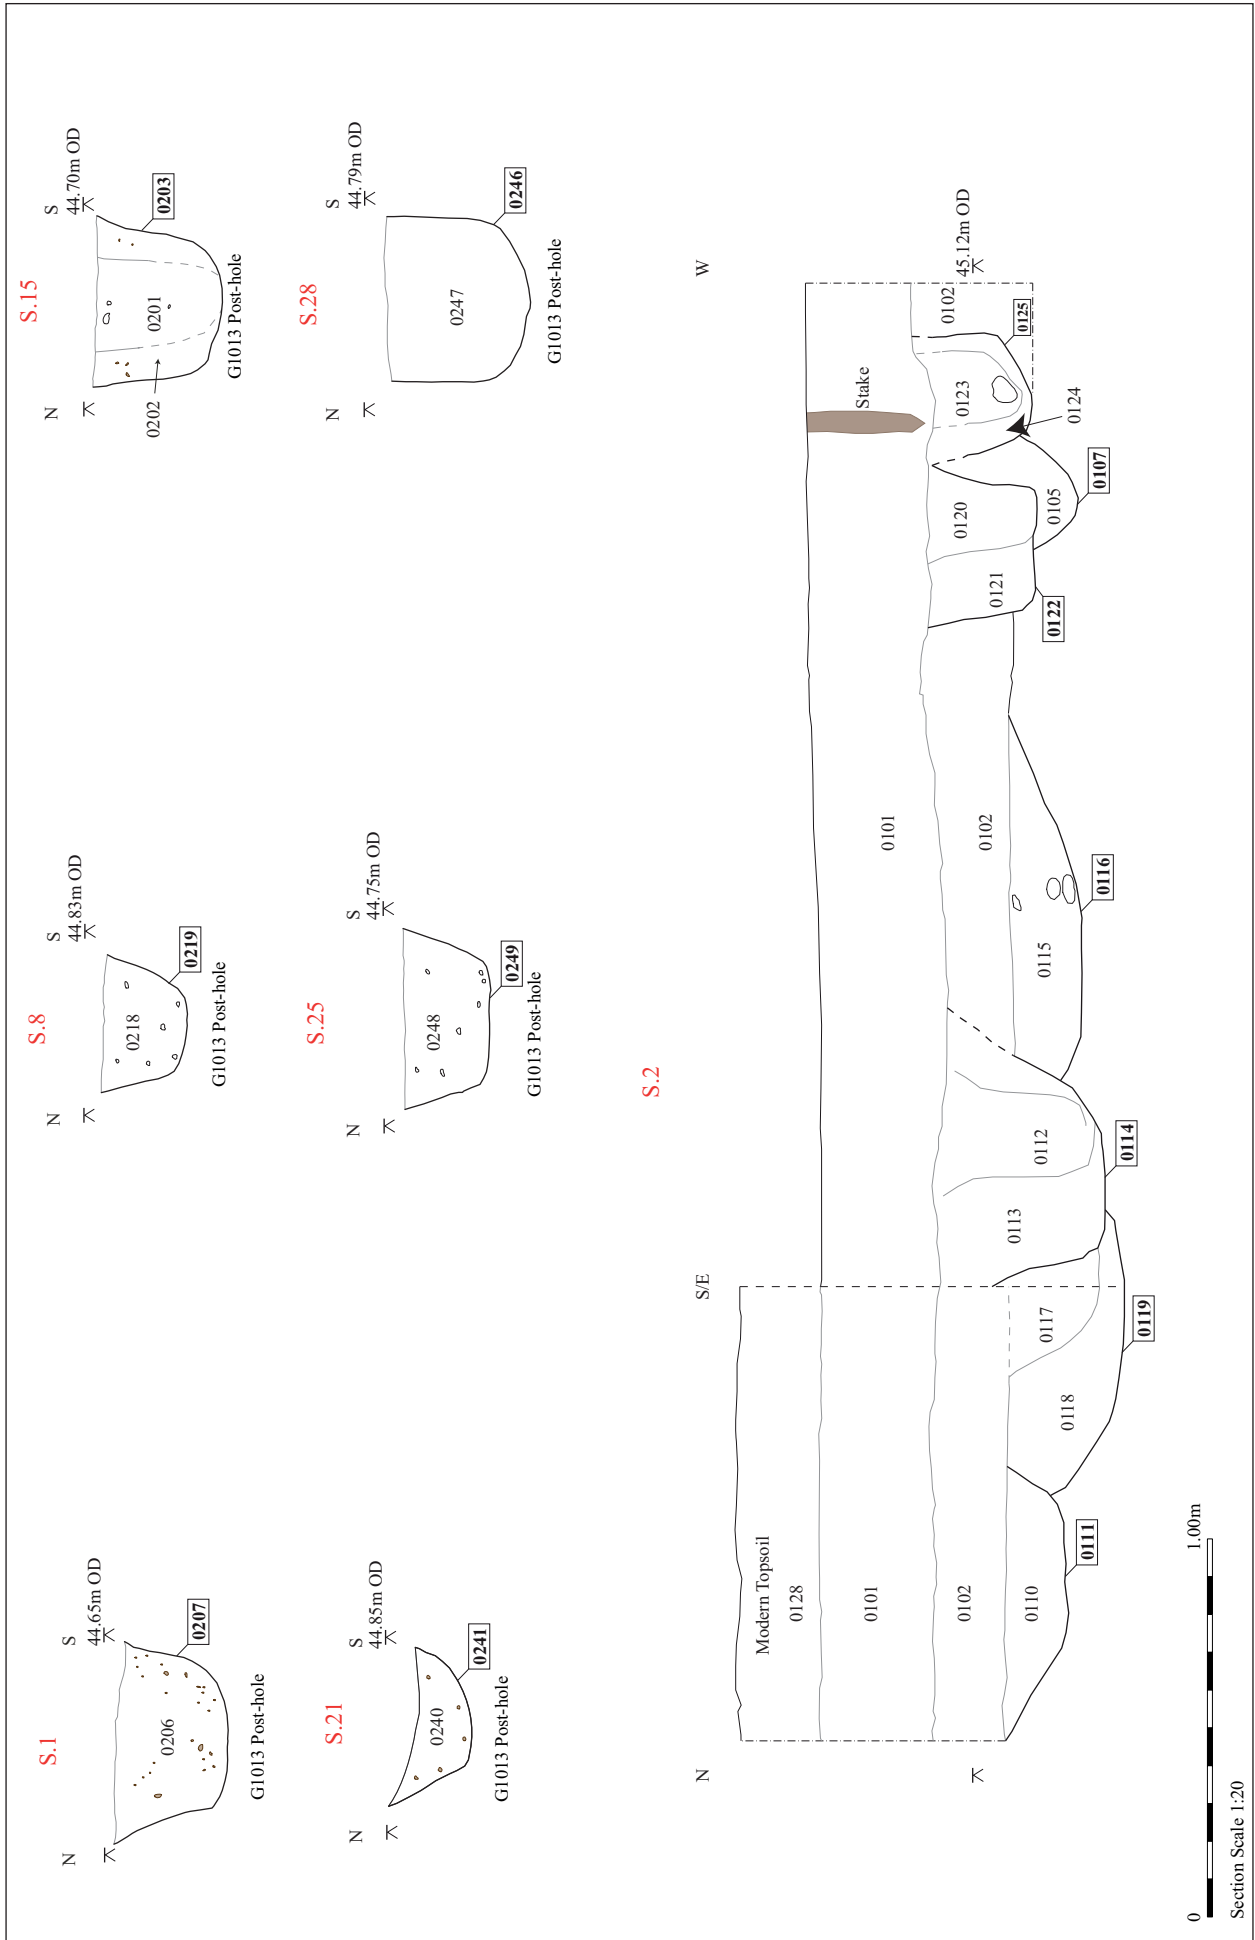 S.1
N
S
44.65m OD
0206
0207
G1013 Post-hole
S.8
N
S
44.83m OD
0218
0219
G1013 Post-hole
S.15
N
S
44.70m OD
0202
0201
0203
G1013 Post-hole
S.21
N
S
44.85m OD
0240
0241
G1013 Post-hole
S.25
N
S
44.75m OD
0248
0249
G1013 Post-hole
S.28
N
S
44.79m OD
0247
0246
G1013 Post-hole
S.2
N
S/E
W
45.12m OD
Modern Topsoil
0128
0101
0101
Stake
0102
0102
0102
0110
0111
0118
0117
0119
0113
0112
0114
0115
0116
0121
0120
0122
0105
0107
0123
0124
0125
0
1.00m
Section Scale 1:20